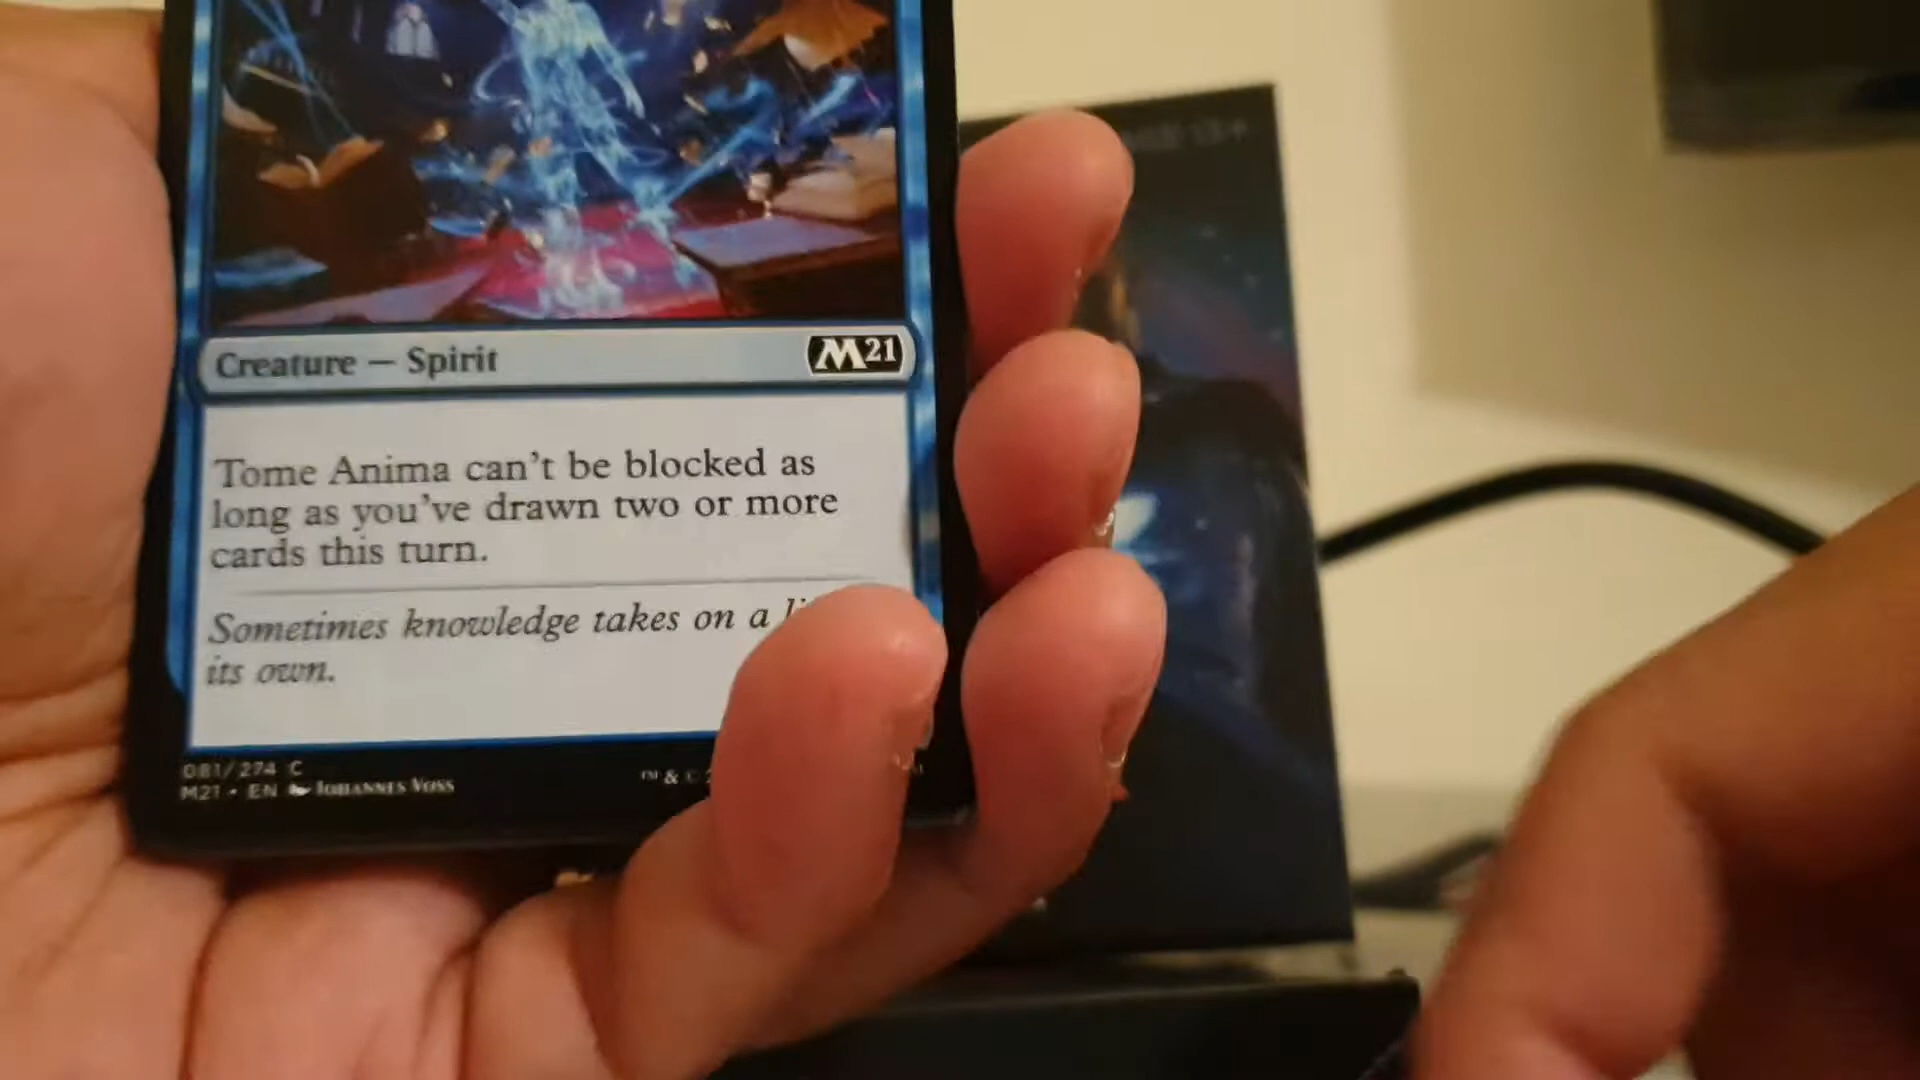 Creature — Spirit
M21
Tome Anima can't be blocked as
long as you've drawn two or more
cards this turn.
Sometimes knowledge takes on a
its own.
081/274 C
M21 • EN Johannes Voss
™ & ©